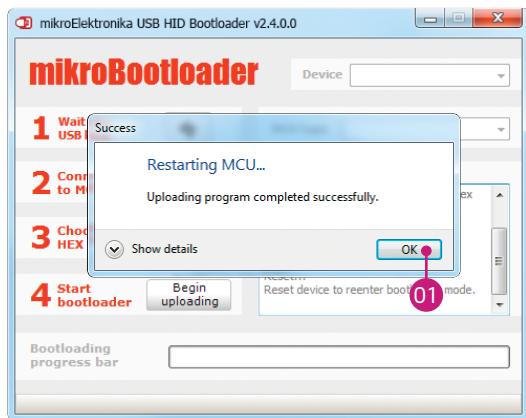 mikroElektronika USB HID Bootloader v2.4.0.0
mikroBootloader
Device
1 Wait
USB
Success
Restarting MCU...
Uploading program completed successfully.
Show details
OK
01
2 Conn
to M
ex
3 Choo
HEX
4 Start
bootloader
Begin
uploading
Reset device to reenter boot mode.
Bootloading
progress bar